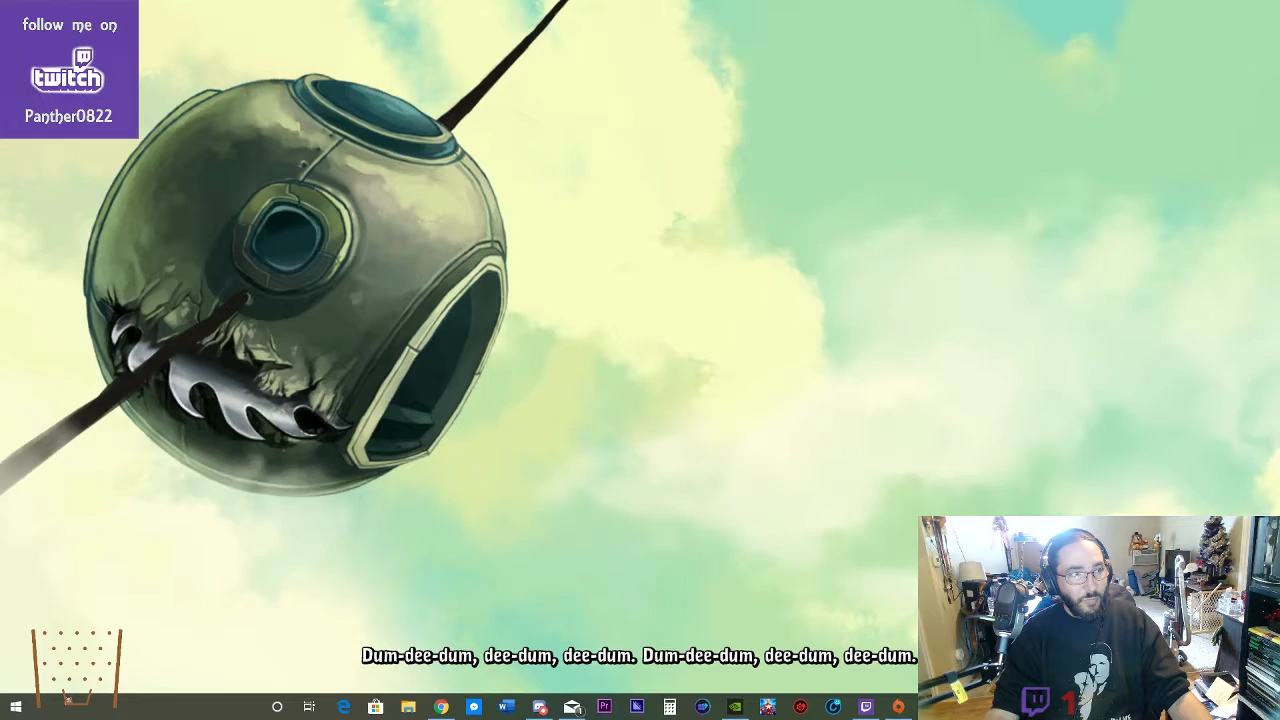 follow me on
twitch
Panther0822
Dum-dee-dum, dee-dum, dee-dum. Dum-dee-dum, dee-dum, dee-dum.
1